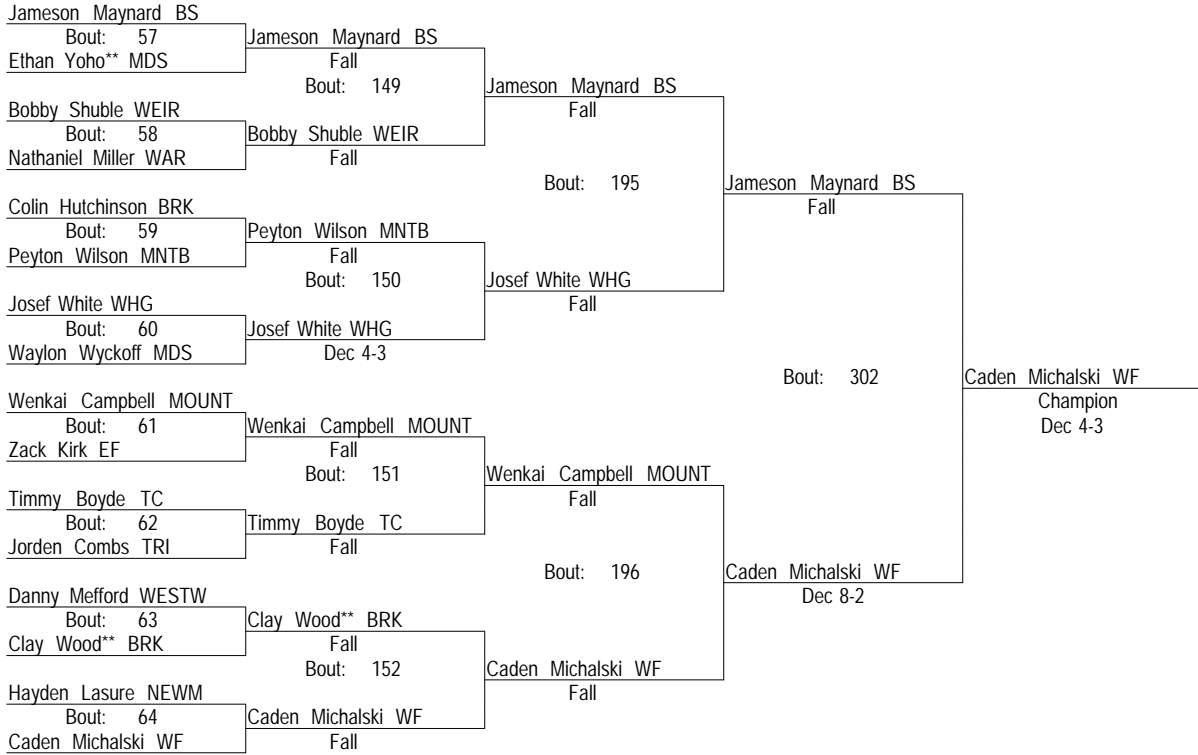 Jameson Maynard BS
Bout: 57
Ethan Yoho** MDS
Bobby Shuble WEIR
Bout: 58
Nathaniel Miller WAR
Colin Hutchinson BRK
Bout: 59
Peyton Wilson MNTB
Josef White WHG
Bout: 60
Waylon Wyckoff MDS
Wenkai Campbell MOUNT
Bout: 61
Zack Kirk EF
Timmy Boyde TC
Bout: 62
Jorden Combs TRI
Danny Mefford WESTW
Bout: 63
Clay Wood** BRK
Hayden Lasure NEWM
Bout: 64
Caden Michalski WF
Jameson Maynard BS
Fall
Bout: 149
Bobby Shuble WEIR
Fall
Peyton Wilson MNTB
Fall
Bout: 150
Josef White WHG
Dec 4-3
Wenkai Campbell MOUNT
Fall
Bout: 151
Timmy Boyde TC
Fall
Clay Wood** BRK
Fall
Bout: 152
Caden Michalski WF
Fall
Jameson Maynard BS
Fall
Bout: 195
Josef White WHG
Fall
Wenkai Campbell MOUNT
Fall
Bout: 196
Caden Michalski WF
Fall
Jameson Maynard BS
Fall
Bout: 302
Caden Michalski WF
Dec 8-2
Caden Michalski WF
Champion
Dec 4-3